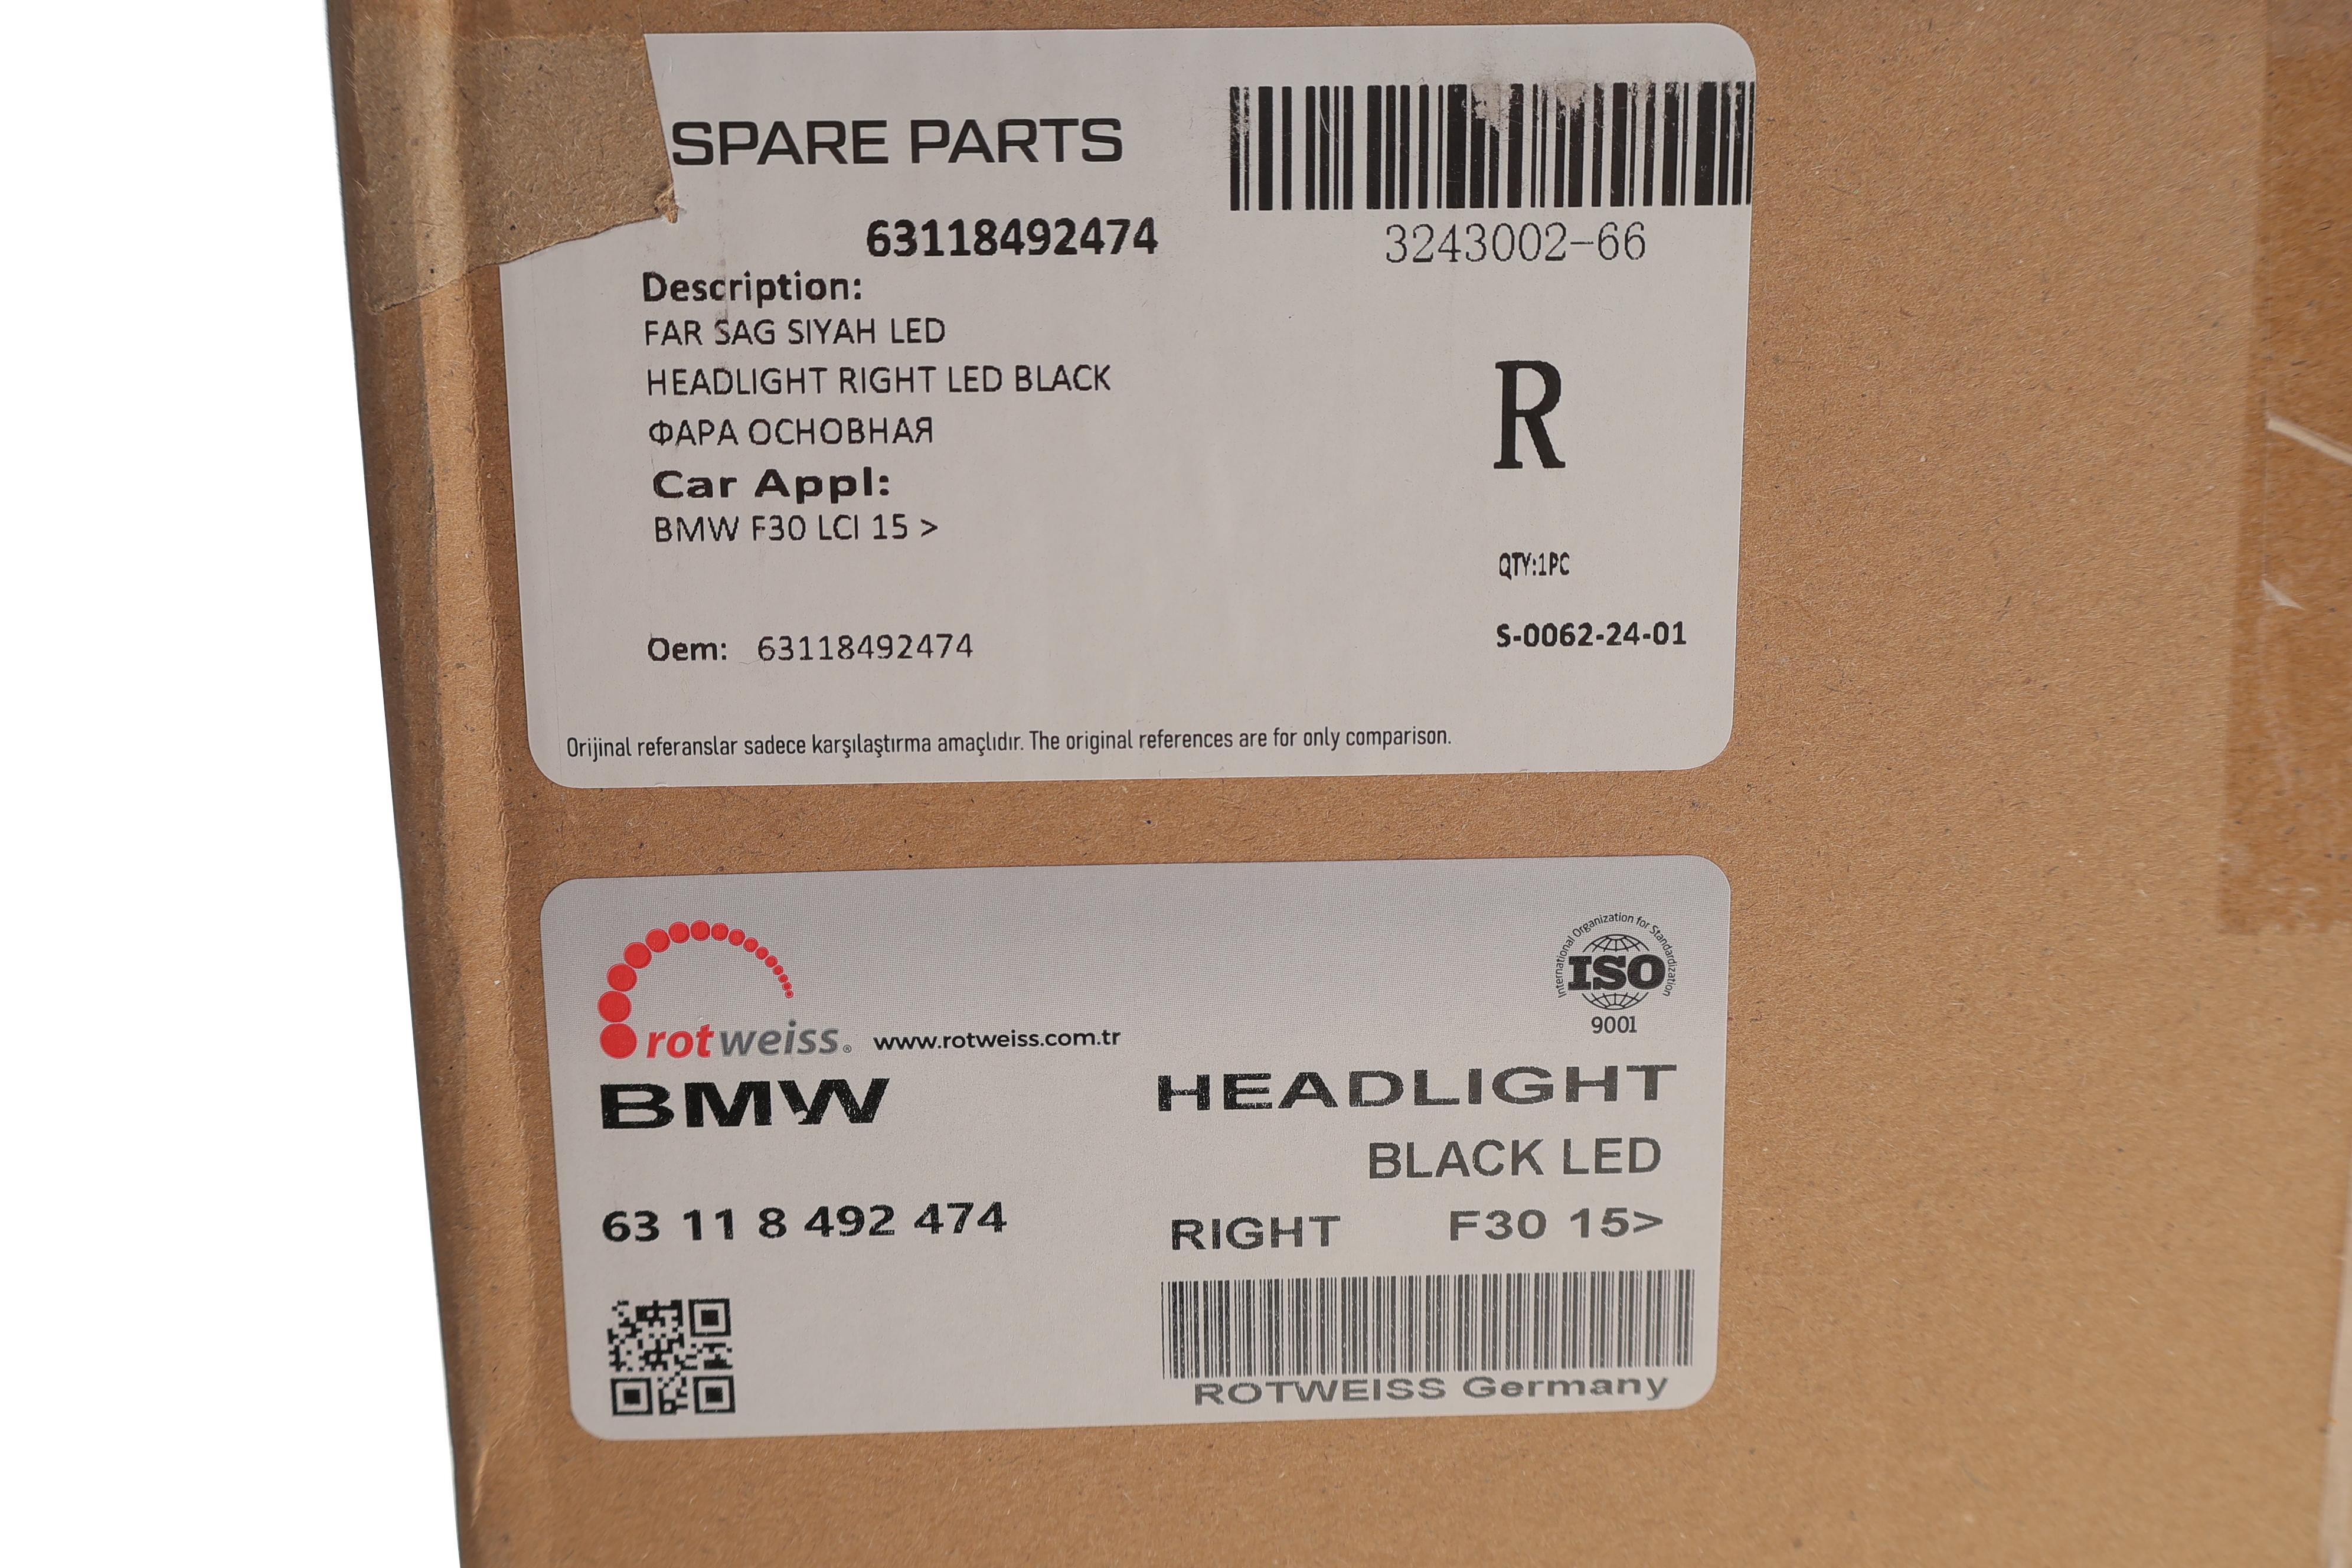 SPARE PARTS
63118492474
3243002-66
Description:
FAR SAG SIYAH LED
HEADLIGHT RIGHT LED BLACK
ФАРА ОСНОВНАЯ
R
Car Appl:
BMW F30 LCI 15 >
QTY:1PC
Oem: 63118492474
S-0062-24-01
Orijinal referanslar sadece karşılaştırma amaçlıdır. The original references are for only comparison.
International Organization for Standardization
ISO
9001
rotweiss® www.rotweiss.com.tr
BMW
HEADLIGHT
BLACK LED
63 11 8 492 474
RIGHT F30 15>
ROTWEISS Germany